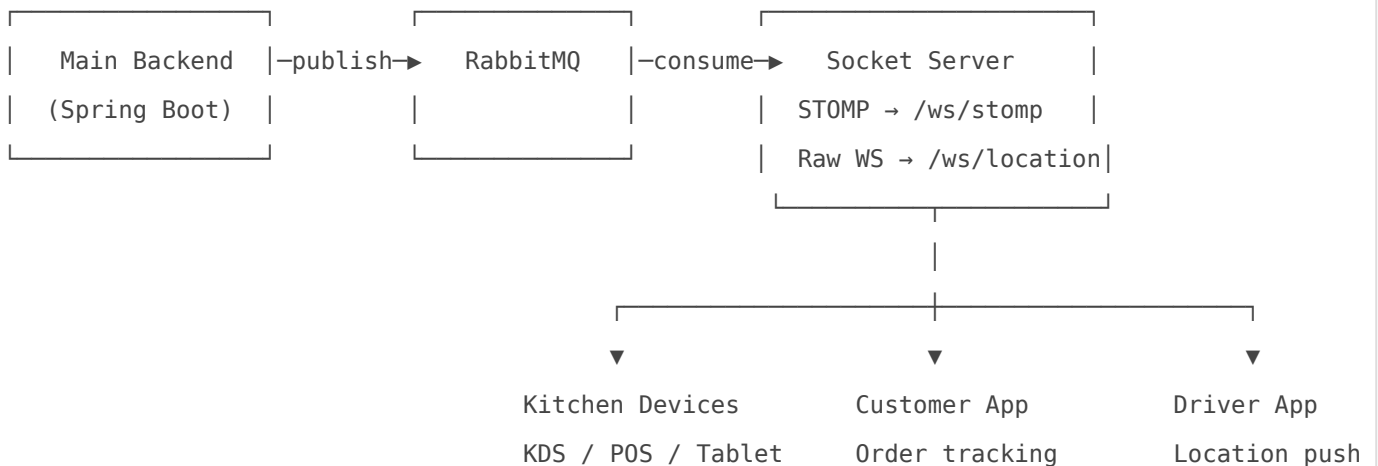 Main Backend —publish→ RabbitMQ —consume→ Socket Server
(Spring Boot) STOMP → /ws/stomp
Raw WS → /ws/location
Kitchen Devices Customer App Driver App
KDS / POS / Tablet Order tracking Location push